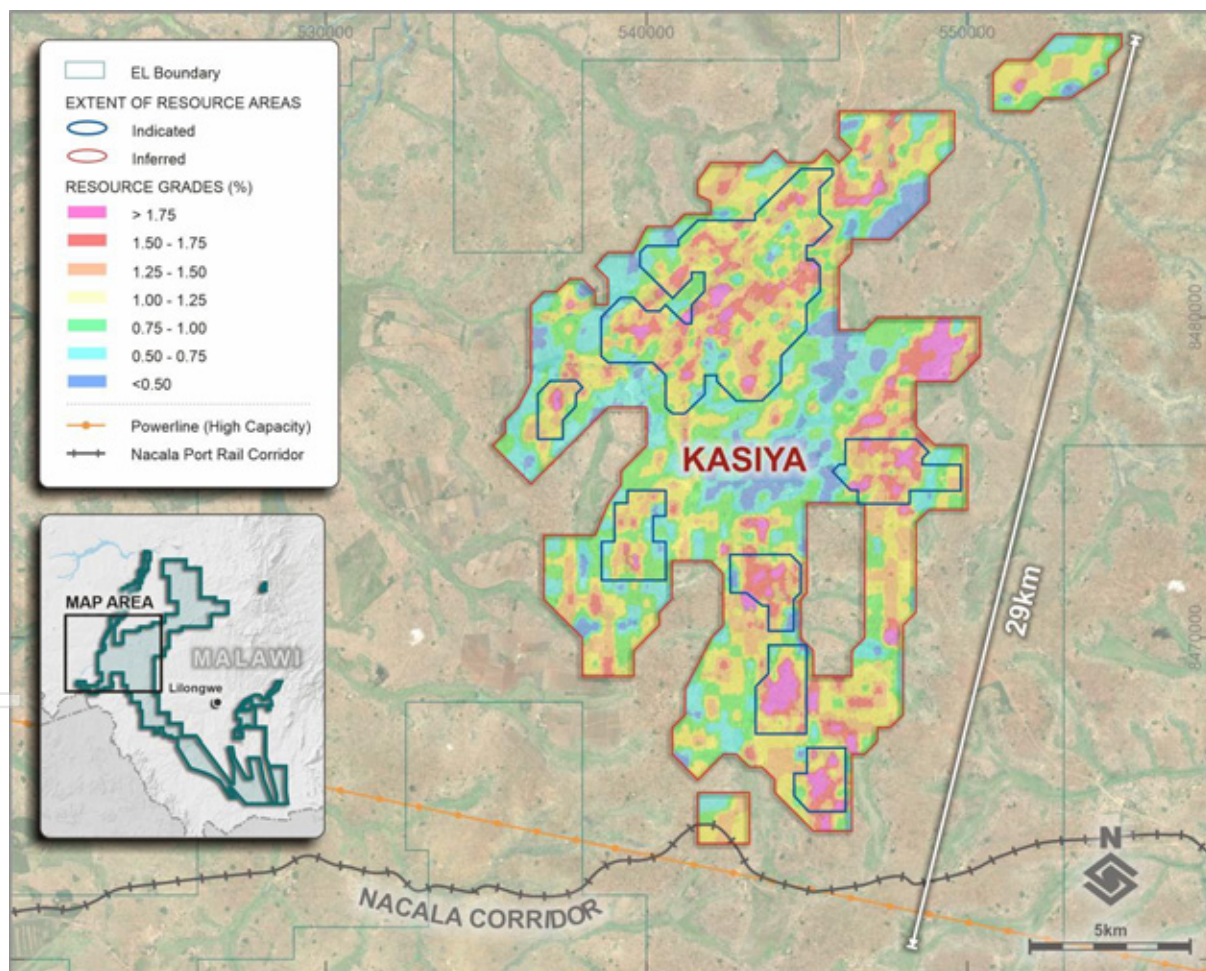 530000
540000
550000
EL Boundary
EXTENT OF RESOURCE AREAS
Indicated
Inferred
RESOURCE GRADES (%)
> 1.75
1.50 - 1.75
1.25 - 1.50
1.00 - 1.25
0.75 - 1.00
0.50 - 0.75
<0.50
Powerline (High Capacity)
Nacala Port Rail Corridor
8480000
KASIYA
MAP AREA
MALAWI
Lilongwe
29km
8470000
NACALA CORRIDOR
N
5km